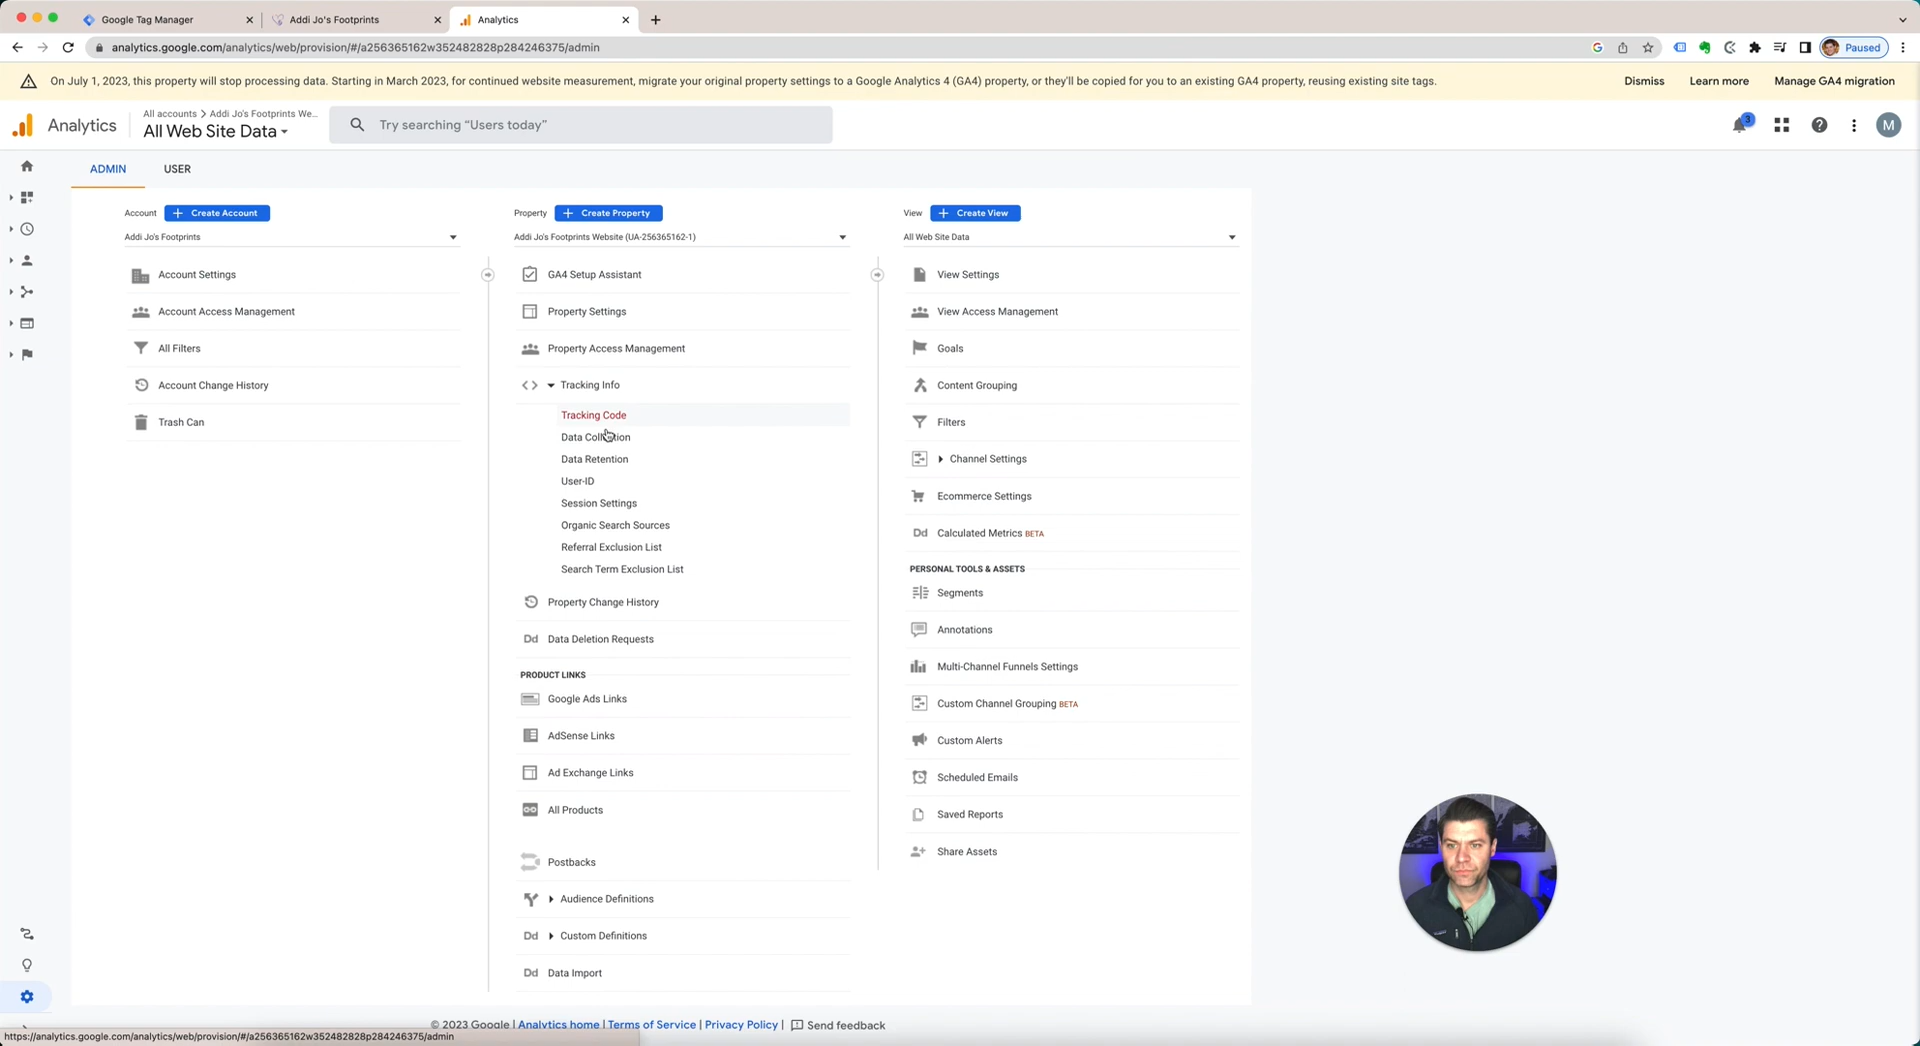 Google Tag Manager
Addi Jo's Footprints
Analytics
analytics.google.com/analytics/web/provision/#/a256365162w352482828p284246375/admin
Paused
On July 1, 2023, this property will stop processing data. Starting in March 2023, for continued website measurement, migrate your original property settings to a Google Analytics 4 (GA4) property, or they'll be copied for you to an existing GA4 property, reusing existing site tags.
Dismiss
Learn more
Manage GA4 migration
Analytics
All accounts > Addi Jo's Footprints We...
All Web Site Data
Try searching “Users today”
3
M
ADMIN
USER
Account
Create Account
Addi Jo's Footprints
Account Settings
Account Access Management
All Filters
Account Change History
Trash Can
Property
Create Property
Addi Jo's Footprints Website (UA-256365162-1)
GA4 Setup Assistant
Property Settings
Property Access Management
Tracking Info
Tracking Code
Data Collection
Data Retention
User-ID
Session Settings
Organic Search Sources
Referral Exclusion List
Search Term Exclusion List
Property Change History
Dd Data Deletion Requests
PRODUCT LINKS
Google Ads Links
AdSense Links
Ad Exchange Links
All Products
Postbacks
Audience Definitions
Dd Custom Definitions
Dd Data Import
View
Create View
All Web Site Data
View Settings
View Access Management
Goals
Content Grouping
Filters
Channel Settings
Ecommerce Settings
Dd Calculated Metrics BETA
PERSONAL TOOLS & ASSETS
Segments
Annotations
Multi-Channel Funnels Settings
Custom Channel Grouping BETA
Custom Alerts
Scheduled Emails
Saved Reports
Share Assets
© 2023 Google | Analytics home | Terms of Service | Privacy Policy | Send feedback
https://analytics.google.com/analytics/web/provision/#/a256365162w352482828p284246375/admin